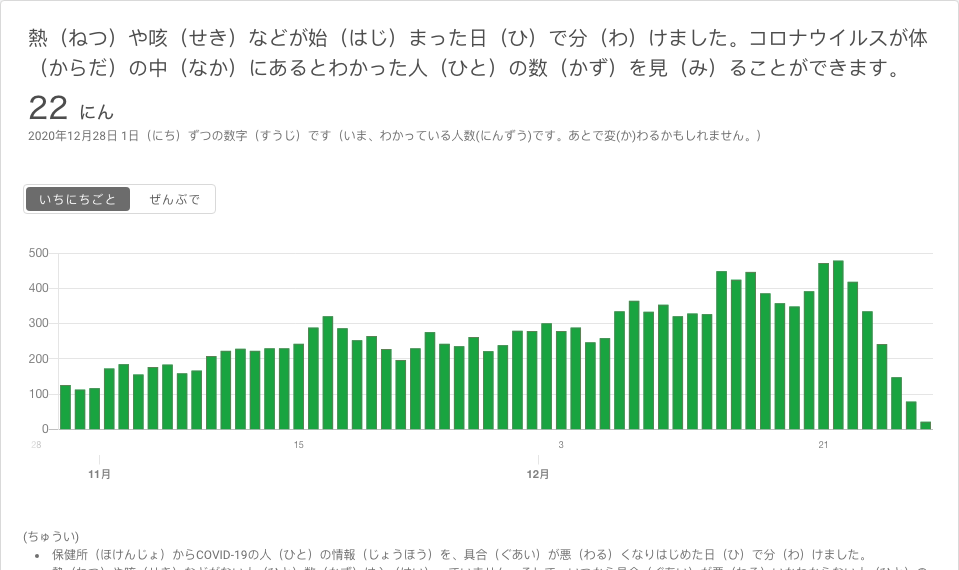 熱（ねつ）や咳（せき）などが始（はじ）まった日（ひ）で分（わ）けました。コロナウイルスが体
（からだ）の中（なか）にあるとわかった人（ひと）の数（かず）を見（み）ることができます。
22 にん
2020年12月28日 1日（にち）ずつの数字（すうじ）です（いま、わかっている人数(にんずう)です。あとで変(か)わるかもしれません。）
いちにちごと ぜんぶで
500
400
300
200
100
0
28 15 3 21
11月 12月
(ちゅうい)
• 保健所（ほけんじょ）からCOVID-19の人（ひと）の情報（じょうほう）を、具合（ぐあい）が悪（わる）くなりはじめた日（ひ）で分（わ）けました。